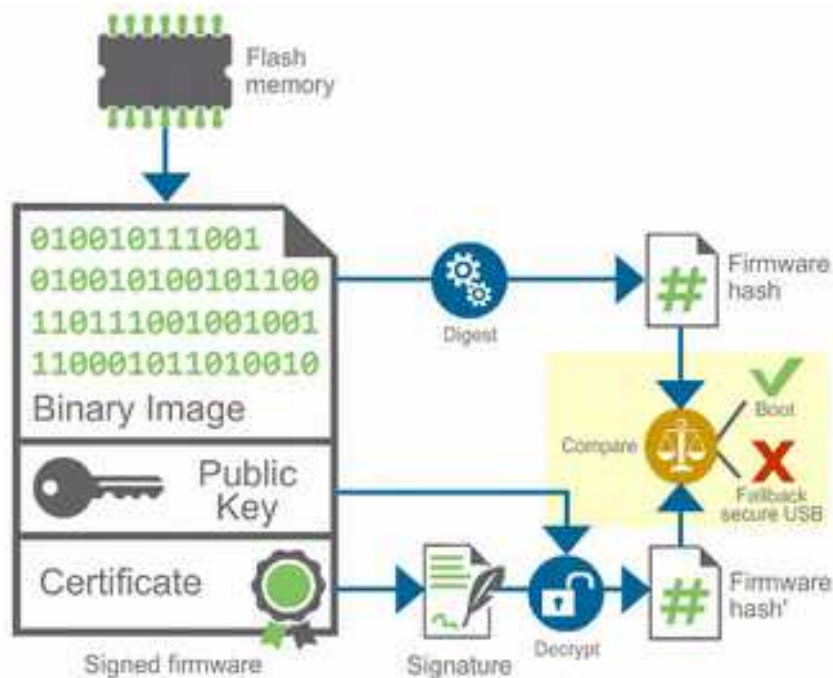 Flash
memory
010010111001
010010100101100
110111001001001
110001011010010
Binary Image
Public
Key
Certificate
Signed firmware
Digest
Firmware
hash
#
Compare
Boot
Fallback
secure USB
Signature
Decrypt
#
Firmware
hash'